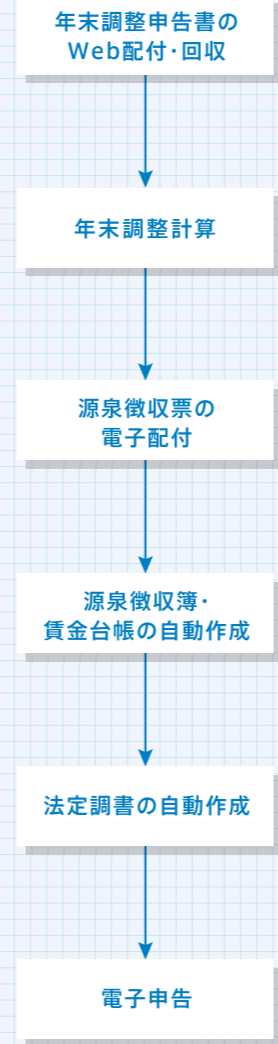 年末調整申告書の
Web配付・回収
年末調整計算
源泉徴収票の
電子配付
源泉徴収簿・
賃金台帳の自動作成
法定調書の自動作成
電子申告